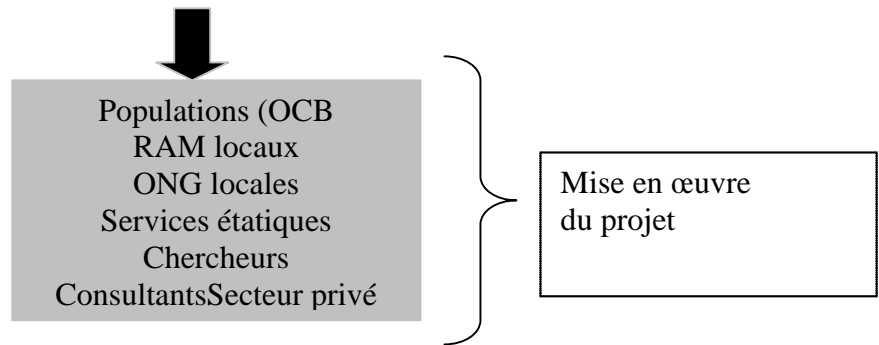 Populations (OCB
RAM locaux
ONG locales
Services étatiques
Chercheurs
ConsultantsSecteur privé
Mise en œuvre
du projet